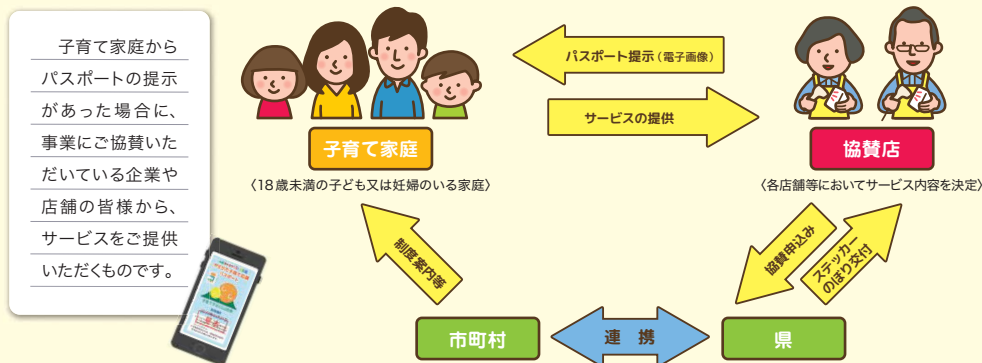 子育て家庭から
パスポートの提示
があった場合に、
事業にご協賛いた
だいている企業や
店舗の皆様から、
サービスをご提供
いただくものです。
パスポート提示（電子画像）
サービスの提供
子育て家庭
〈18歳未満の子ども又は妊婦のいる家庭〉
協賛店
〈各店舗等においてサービス内容を決定〉
制度案内等
協賛申込み
ステッカー
のぼり交付
市町村
連　携
県